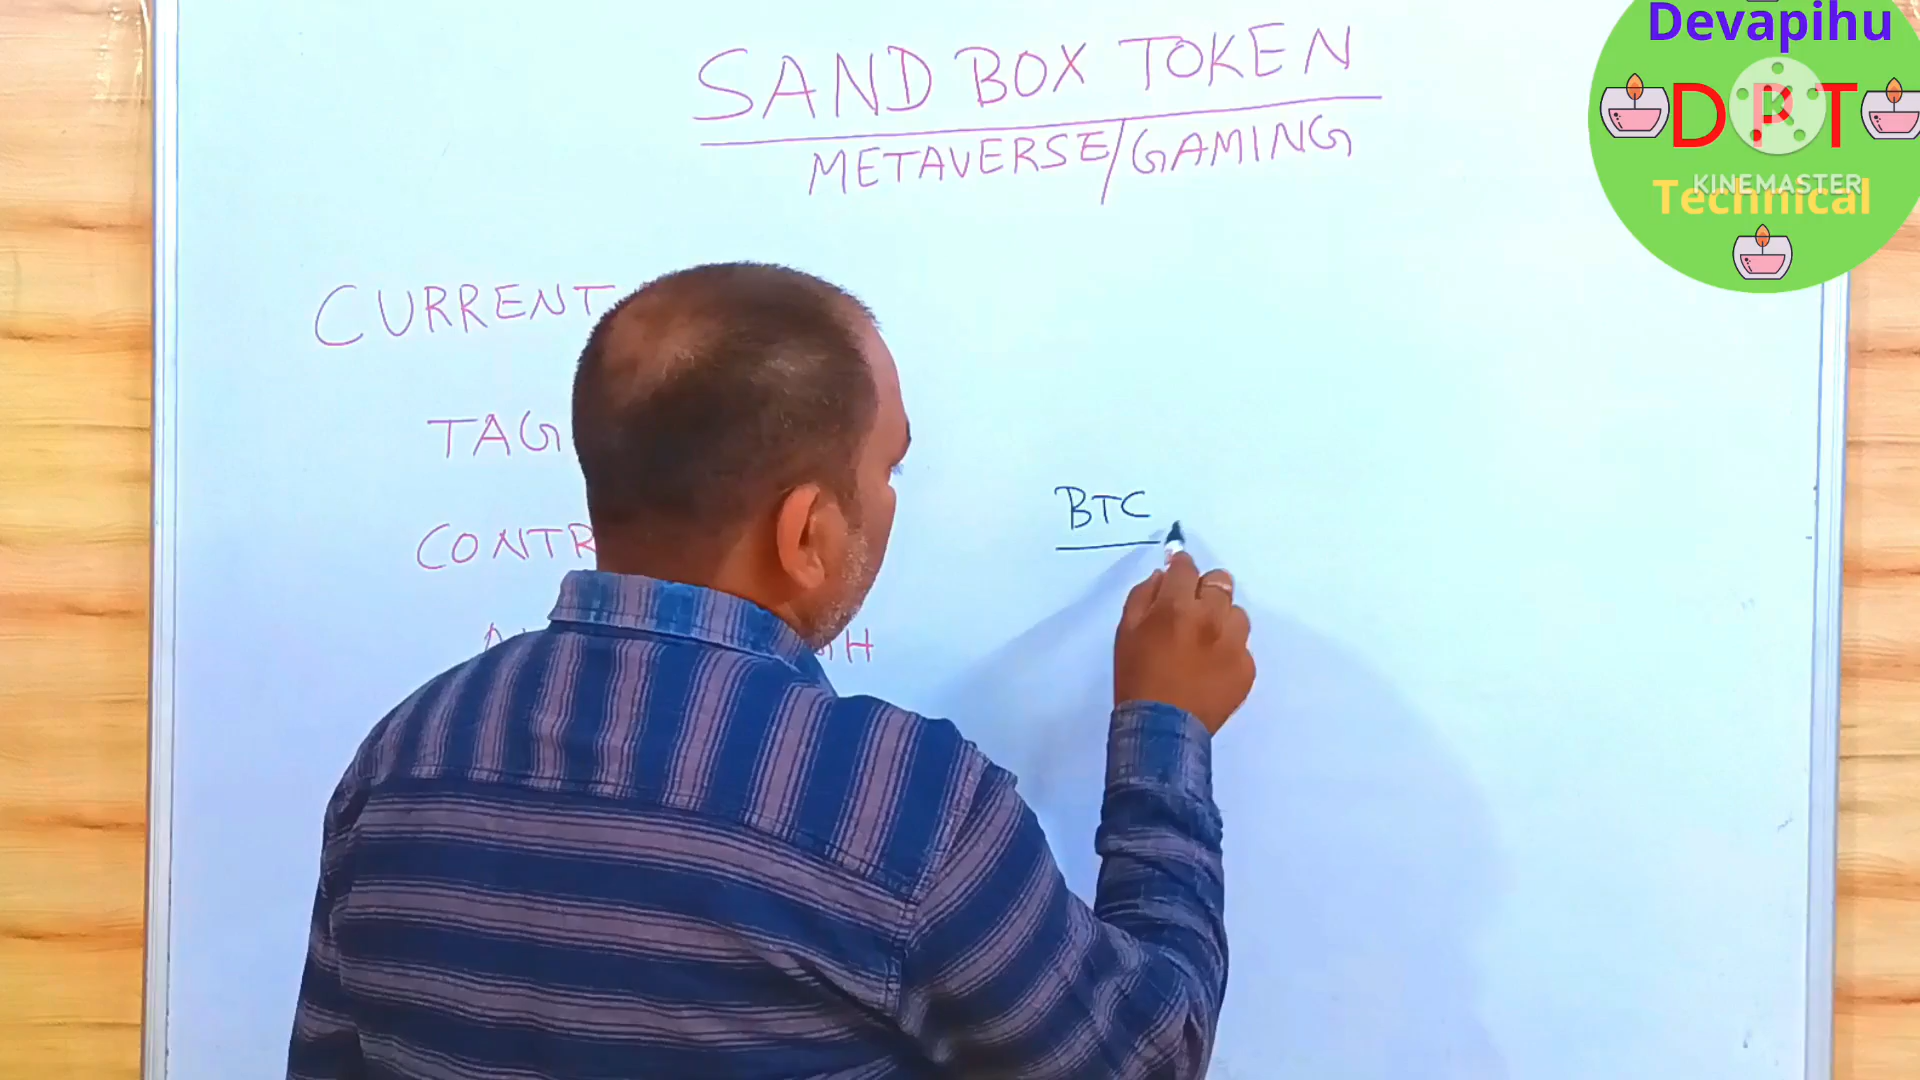 SAND BOX TOKEN
METAVERSE/GAMING
Devapihu
DPT
KINEMASTER
Technical
CURRENT
TAG
BTC
CONTR